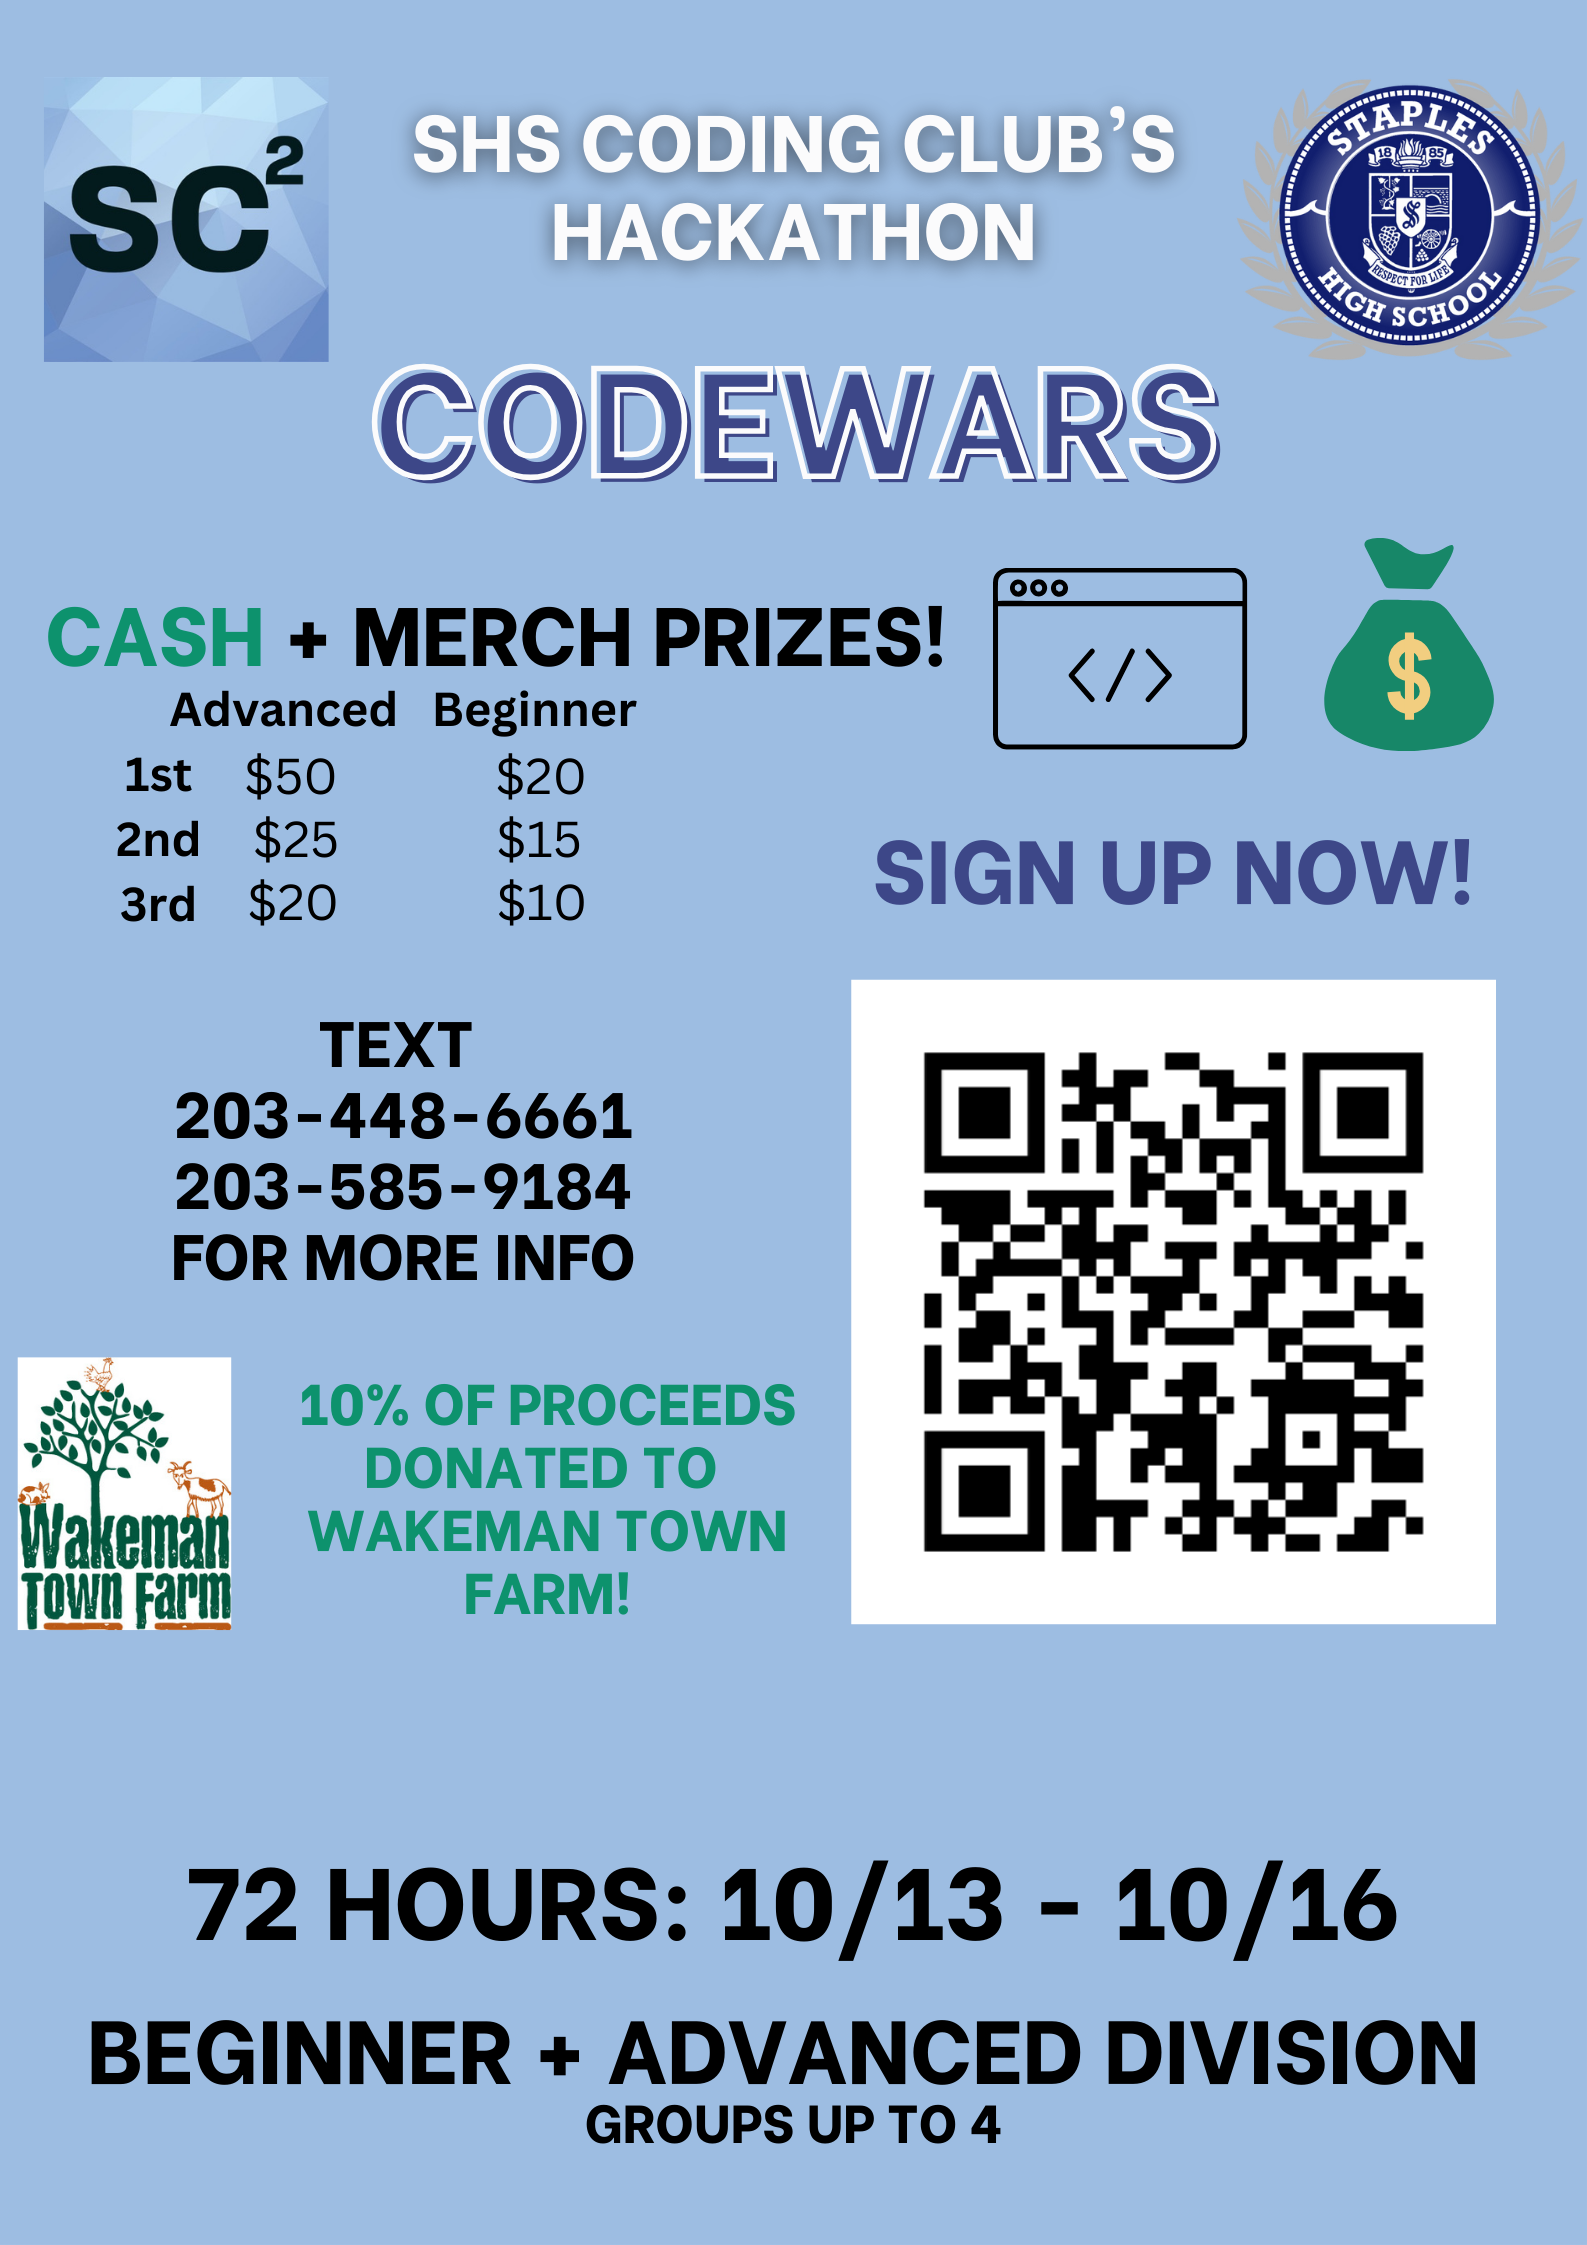 SC²
SHS CODING CLUB'S
HACKATHON
STAPLES
18 85
RESPECT FOR LIFE
HIGH SCHOOL
CODEWARS
CASH + MERCH PRIZES!
</>
$
Advanced Beginner
1st $50 $20
2nd $25 $15
3rd $20 $10
SIGN UP NOW!
TEXT
203-448-6661
203-585-9184
FOR MORE INFO
Wakeman
Town Farm
10% OF PROCEEDS
DONATED TO
WAKEMAN TOWN
FARM!
72 HOURS: 10/13 - 10/16
BEGINNER + ADVANCED DIVISION
GROUPS UP TO 4